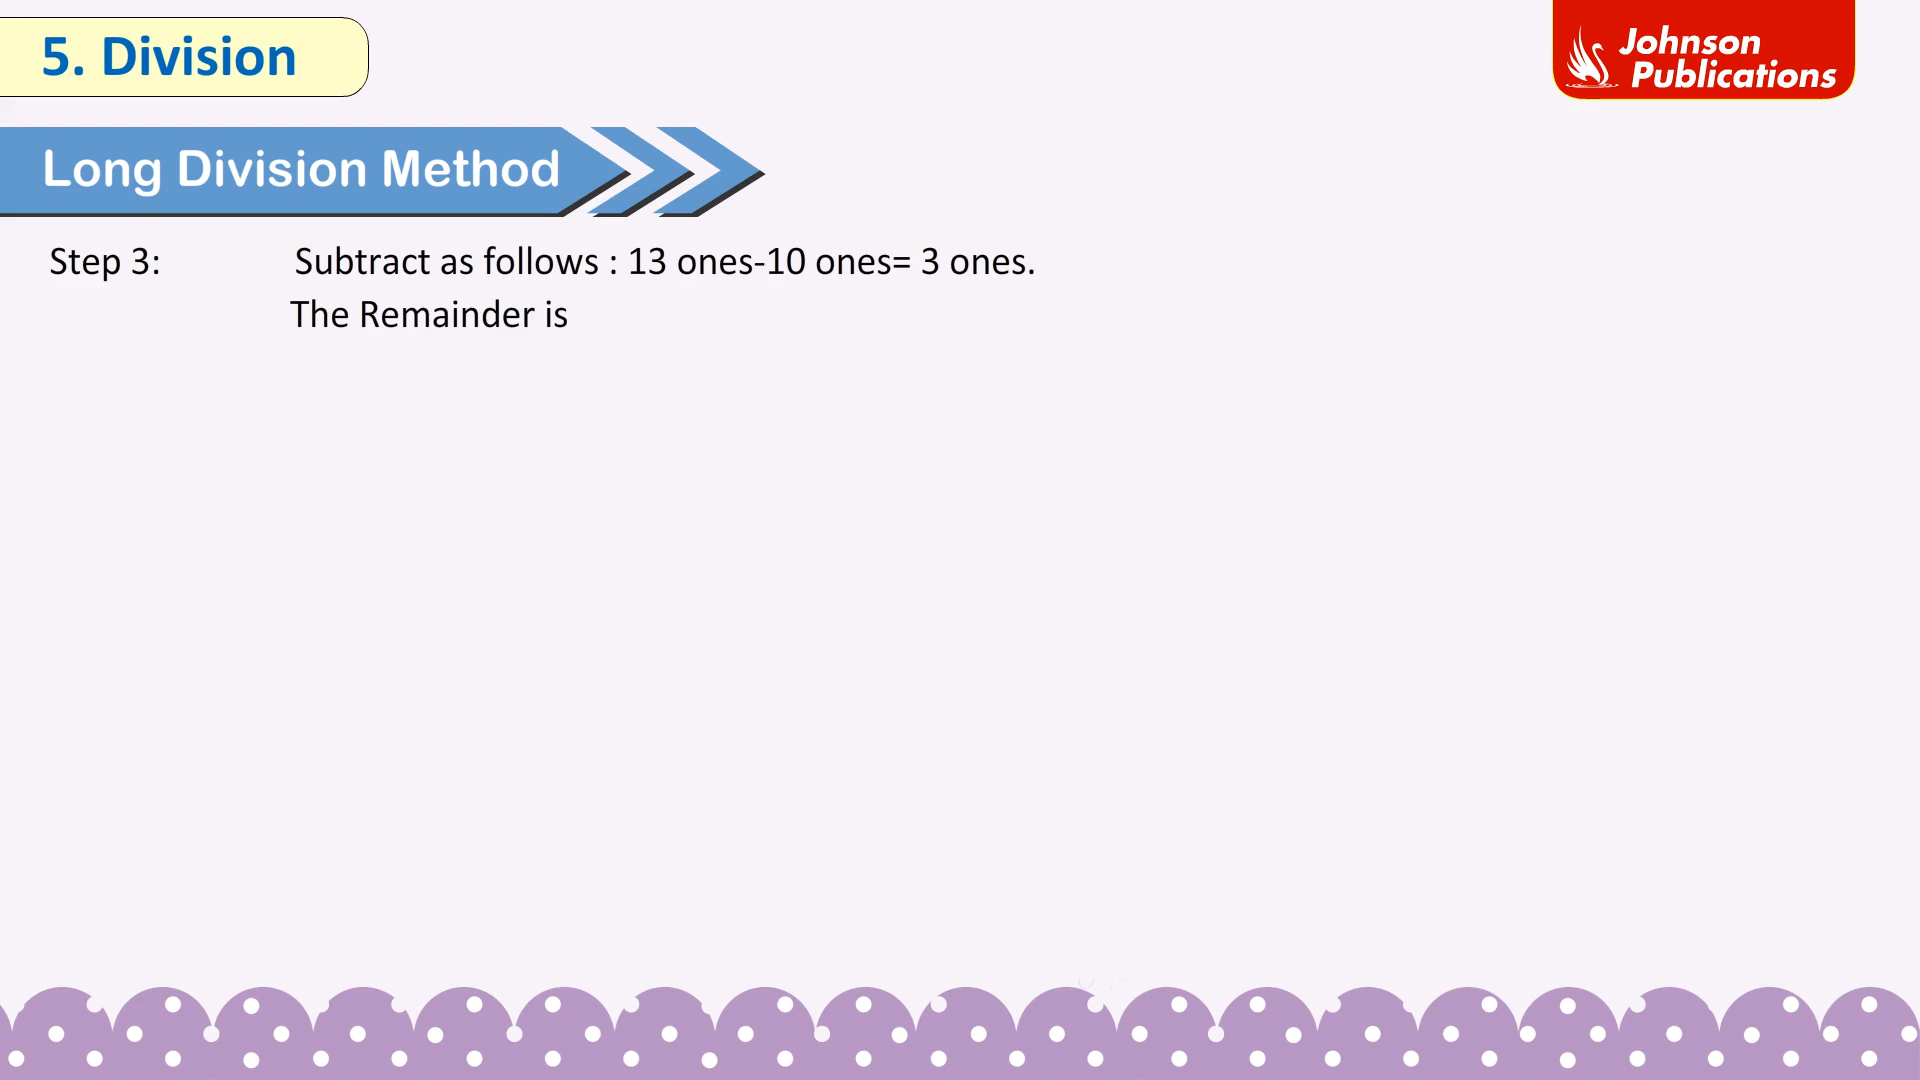 5. Division
Johnson
Publications
Long Division Method
Step 3: Subtract as follows : 13 ones-10 ones= 3 ones.
The Remainder is